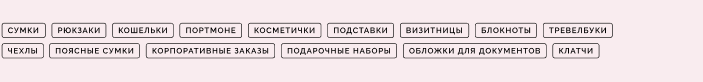 СУМКИ РЮКЗАКИ КОШЕЛЬКИ ПОРТМОНЕ КОСМЕТИЧКИ ПОДСТАВКИ ВИЗИТНИЦЫ БЛОКНОТЫ ТРЕВЕЛБУКИ
ЧЕХЛЫ ПОЯСНЫЕ СУМКИ КОРПОРАТИВНЫЕ ЗАКАЗЫ ПОДАРОЧНЫЕ НАБОРЫ ОБЛОЖКИ ДЛЯ ДОКУМЕНТОВ КЛАТЧИ